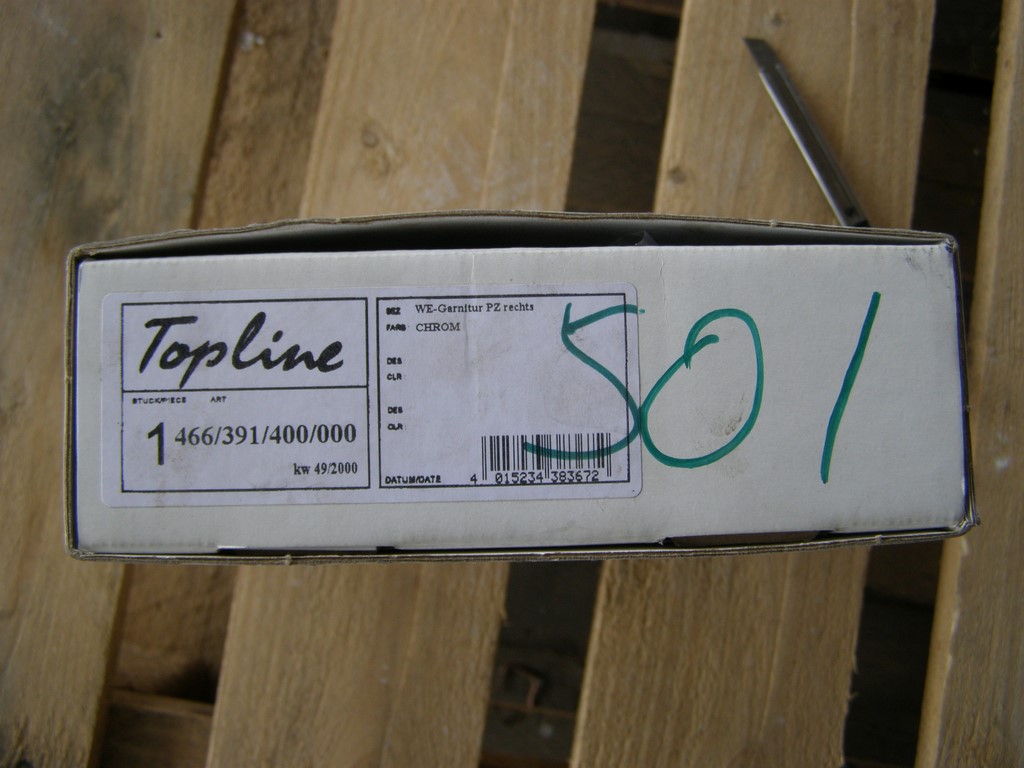 Topline
STUCK/PIECE ART
1 466/391/400/000
kw 49/2000
BEZ WE-Garnitur PZ rechts
FARB CHROM
DES
CLR
DES
CLR
DATUM/DATE 4 015234 383672
501